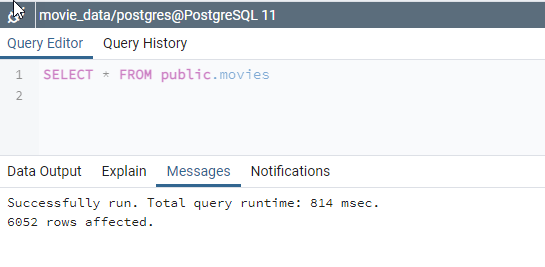 movie_data/postgres@PostgreSQL 11
Query Editor Query History
1 SELECT * FROM public.movies
2
Data Output Explain Messages Notifications
Successfully run. Total query runtime: 814 msec.
6052 rows affected.